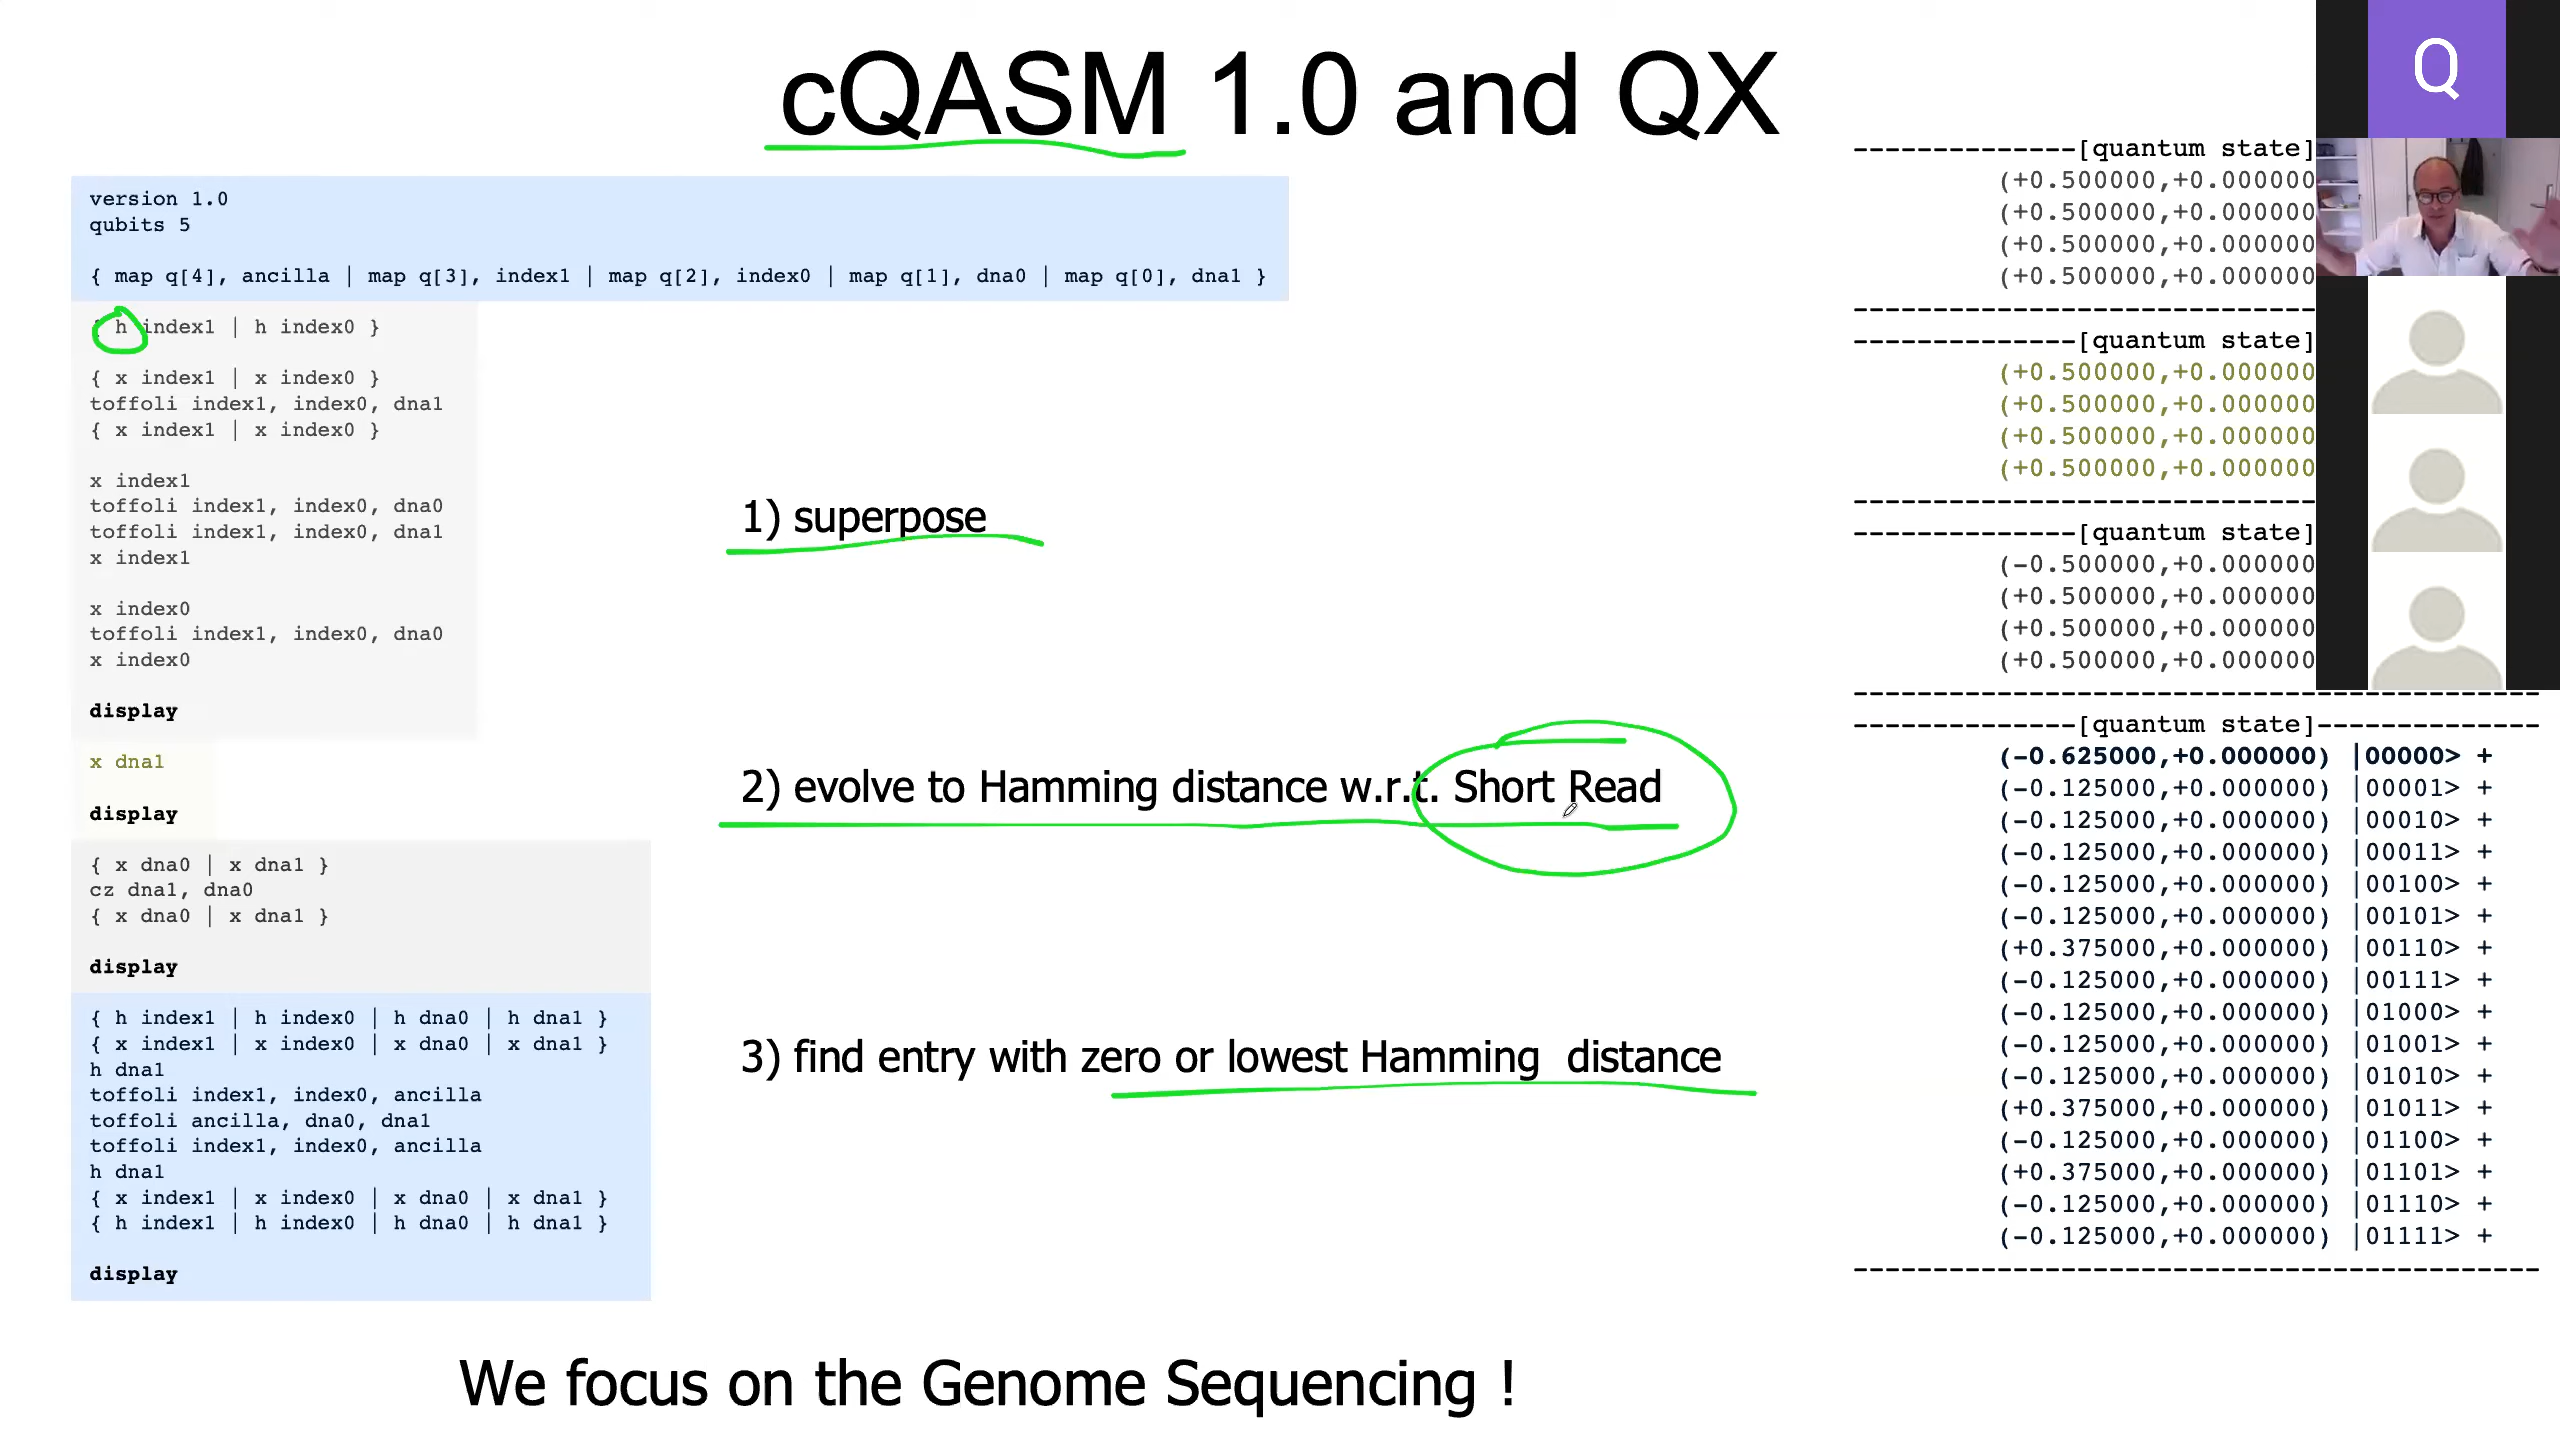 cQASM 1.0 and QX
Q
version 1.0
qubits 5
{ map q[4], ancilla | map q[3], index1 | map q[2], index0 | map q[1], dna0 | map q[0], dna1 }
{ h index1 | h index0 }
{ x index1 | x index0 }
toffoli index1, index0, dna1
{ x index1 | x index0 }
x index1
toffoli index1, index0, dna0
toffoli index1, index0, dna1
x index1
x index0
toffoli index1, index0, dna0
x index0
display
x dna1
display
{ x dna0 | x dna1 }
cz dna1, dna0
{ x dna0 | x dna1 }
display
{ h index1 | h index0 | h dna0 | h dna1 }
{ x index1 | x index0 | x dna0 | x dna1 }
h dna1
toffoli index1, index0, ancilla
toffoli ancilla, dna0, dna1
toffoli index1, index0, ancilla
h dna1
{ x index1 | x index0 | x dna0 | x dna1 }
{ h index1 | h index0 | h dna0 | h dna1 }
display
1) superpose
2) evolve to Hamming distance w.r.t. Short Read
3) find entry with zero or lowest Hamming  distance
--------------[quantum state]
(+0.500000,+0.000000
(+0.500000,+0.000000
(+0.500000,+0.000000
(+0.500000,+0.000000
-----------------------------
--------------[quantum state]
(+0.500000,+0.000000
(+0.500000,+0.000000
(+0.500000,+0.000000
(+0.500000,+0.000000
-----------------------------
--------------[quantum state]
(-0.500000,+0.000000
(+0.500000,+0.000000
(+0.500000,+0.000000
(+0.500000,+0.000000
-------------------------------------------
--------------[quantum state]--------------
(-0.625000,+0.000000) |00000> +
(-0.125000,+0.000000) |00001> +
(-0.125000,+0.000000) |00010> +
(-0.125000,+0.000000) |00011> +
(-0.125000,+0.000000) |00100> +
(-0.125000,+0.000000) |00101> +
(+0.375000,+0.000000) |00110> +
(-0.125000,+0.000000) |00111> +
(-0.125000,+0.000000) |01000> +
(-0.125000,+0.000000) |01001> +
(-0.125000,+0.000000) |01010> +
(+0.375000,+0.000000) |01011> +
(-0.125000,+0.000000) |01100> +
(+0.375000,+0.000000) |01101> +
(-0.125000,+0.000000) |01110> +
(-0.125000,+0.000000) |01111> +
-------------------------------------------
We focus on the Genome Sequencing !